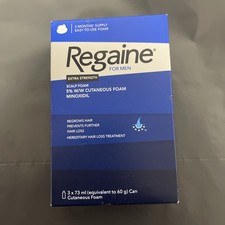 3 MONTHS' SUPPLY
EASY TO USE FOAM
Regaine®
FOR MEN
EXTRA STRENGTH
SCALP FOAM
5% W/W CUTANEOUS FOAM
MINOXIDIL
REGROWS HAIR
PREVENTS FURTHER
HAIR LOSS
HEREDITARY HAIR LOSS TREATMENT
3 x 73 ml (equivalent to 60 g) Can
Cutaneous Foam